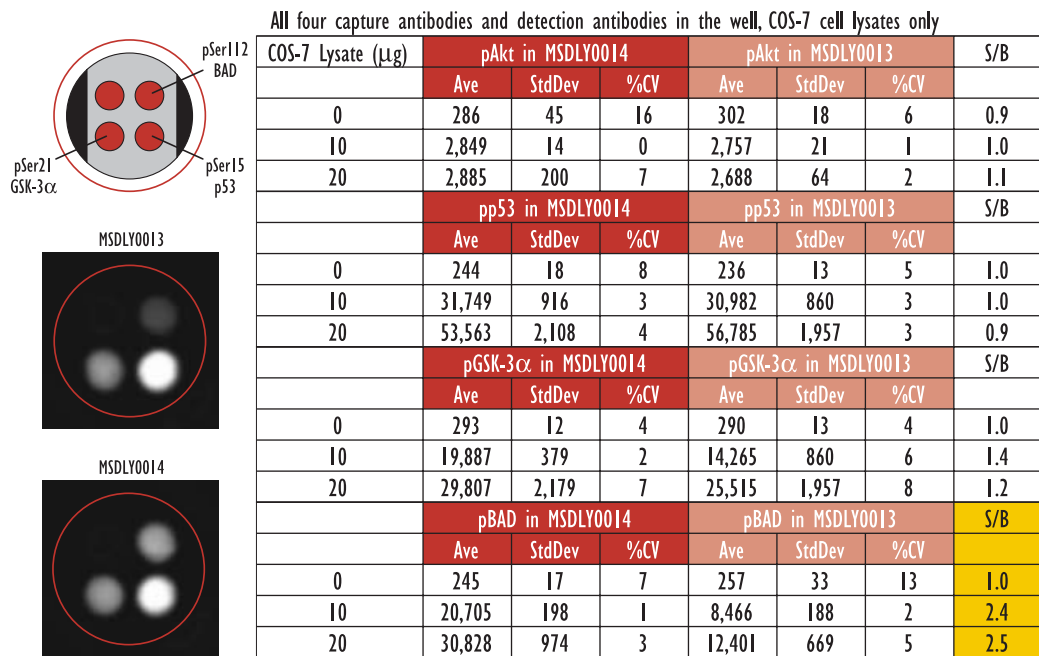 All four capture antibodies and detection antibodies in the well, COS-7 cell lysates only
pSer112
BAD
pSer21
GSK-3α
pSer15
p53
MSDLY0013
MSDLY0014
COS-7 Lysate (µg) pAkt in MSDLY0014 pAkt in MSDLY0013 S/B
Ave StdDev %CV Ave StdDev %CV
0 286 45 16 302 18 6 0.9
10 2,849 14 0 2,757 21 1 1.0
20 2,885 200 7 2,688 64 2 1.1
pp53 in MSDLY0014 pp53 in MSDLY0013 S/B
Ave StdDev %CV Ave StdDev %CV
0 244 18 8 236 13 5 1.0
10 31,749 916 3 30,982 860 3 1.0
20 53,563 2,108 4 56,785 1,957 3 0.9
pGSK-3α in MSDLY0014 pGSK-3α in MSDLY0013 S/B
Ave StdDev %CV Ave StdDev %CV
0 293 12 4 290 13 4 1.0
10 19,887 379 2 14,265 860 6 1.4
20 29,807 2,179 7 25,515 1,957 8 1.2
pBAD in MSDLY0014 pBAD in MSDLY0013 S/B
Ave StdDev %CV Ave StdDev %CV
0 245 17 7 257 33 13 1.0
10 20,705 198 1 8,466 188 2 2.4
20 30,828 974 3 12,401 669 5 2.5